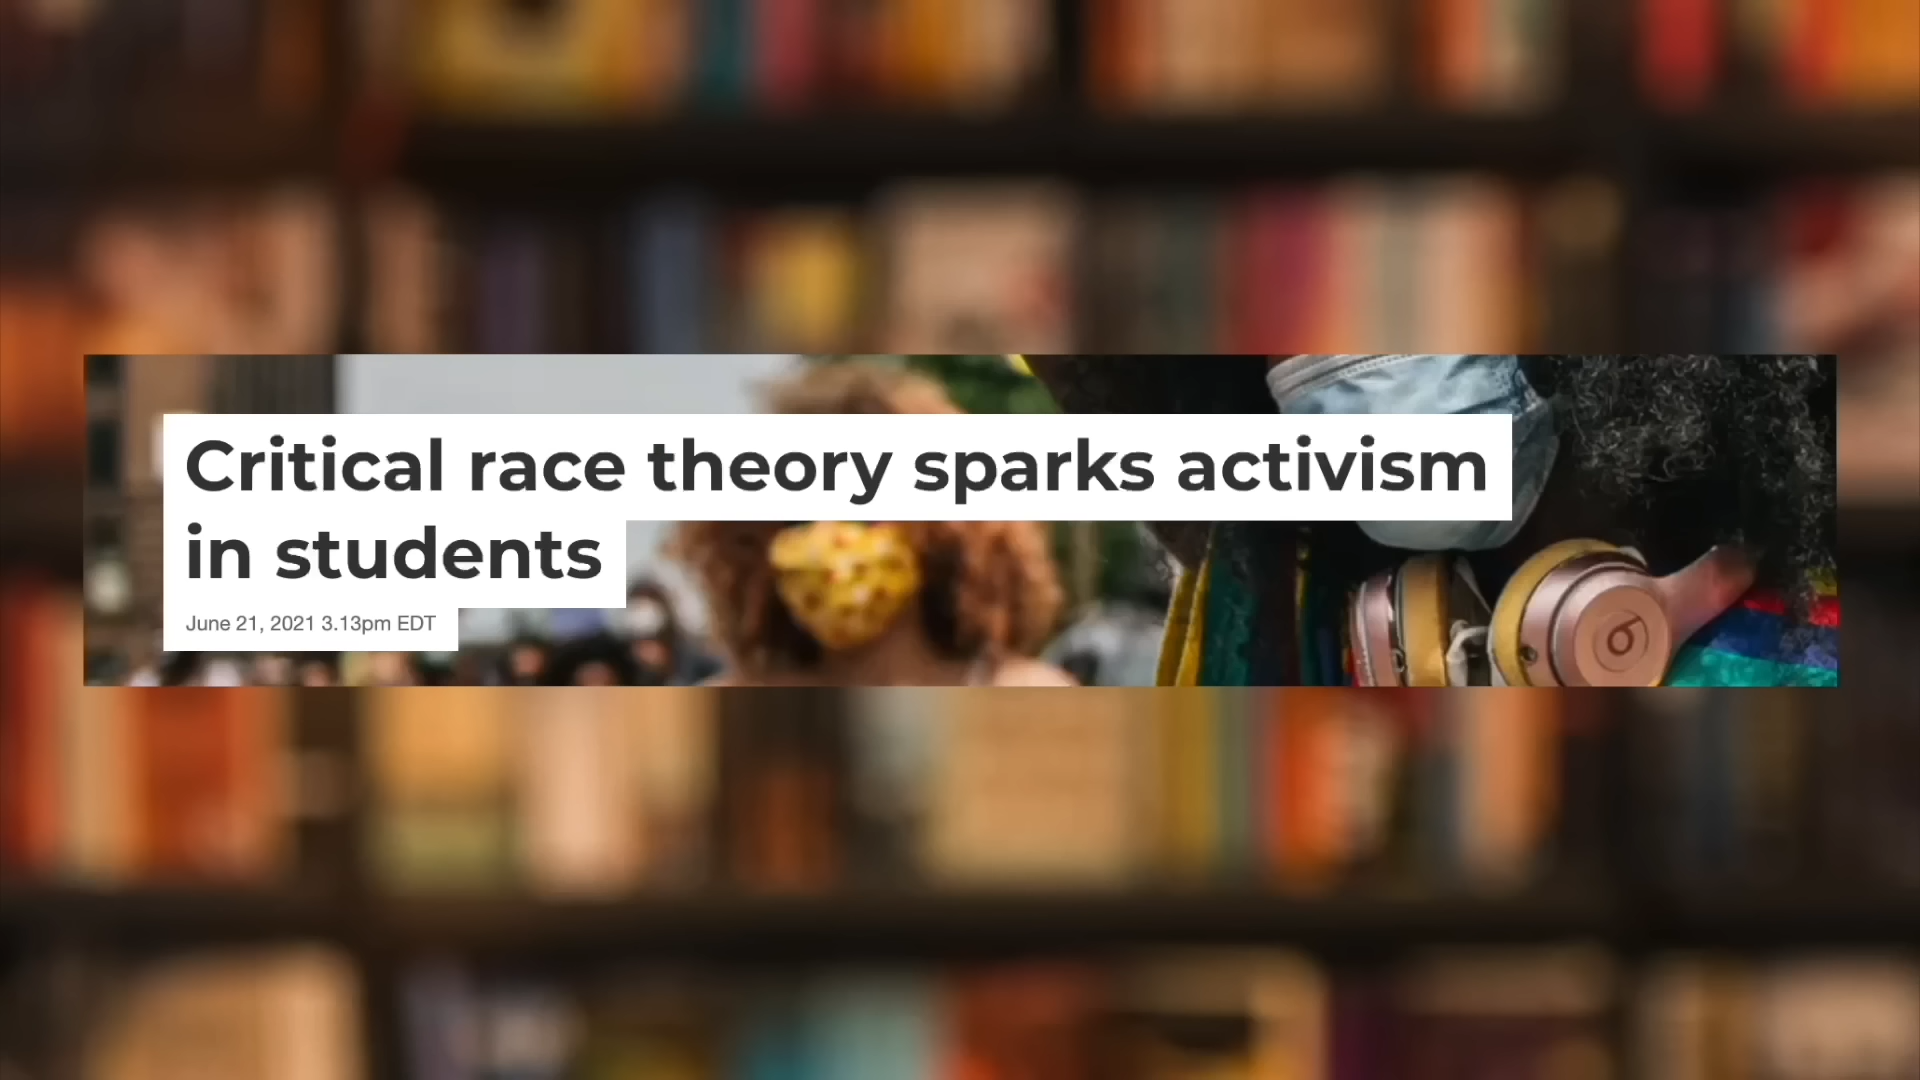 Critical race theory sparks activism
in students
June 21, 2021 3.13pm EDT